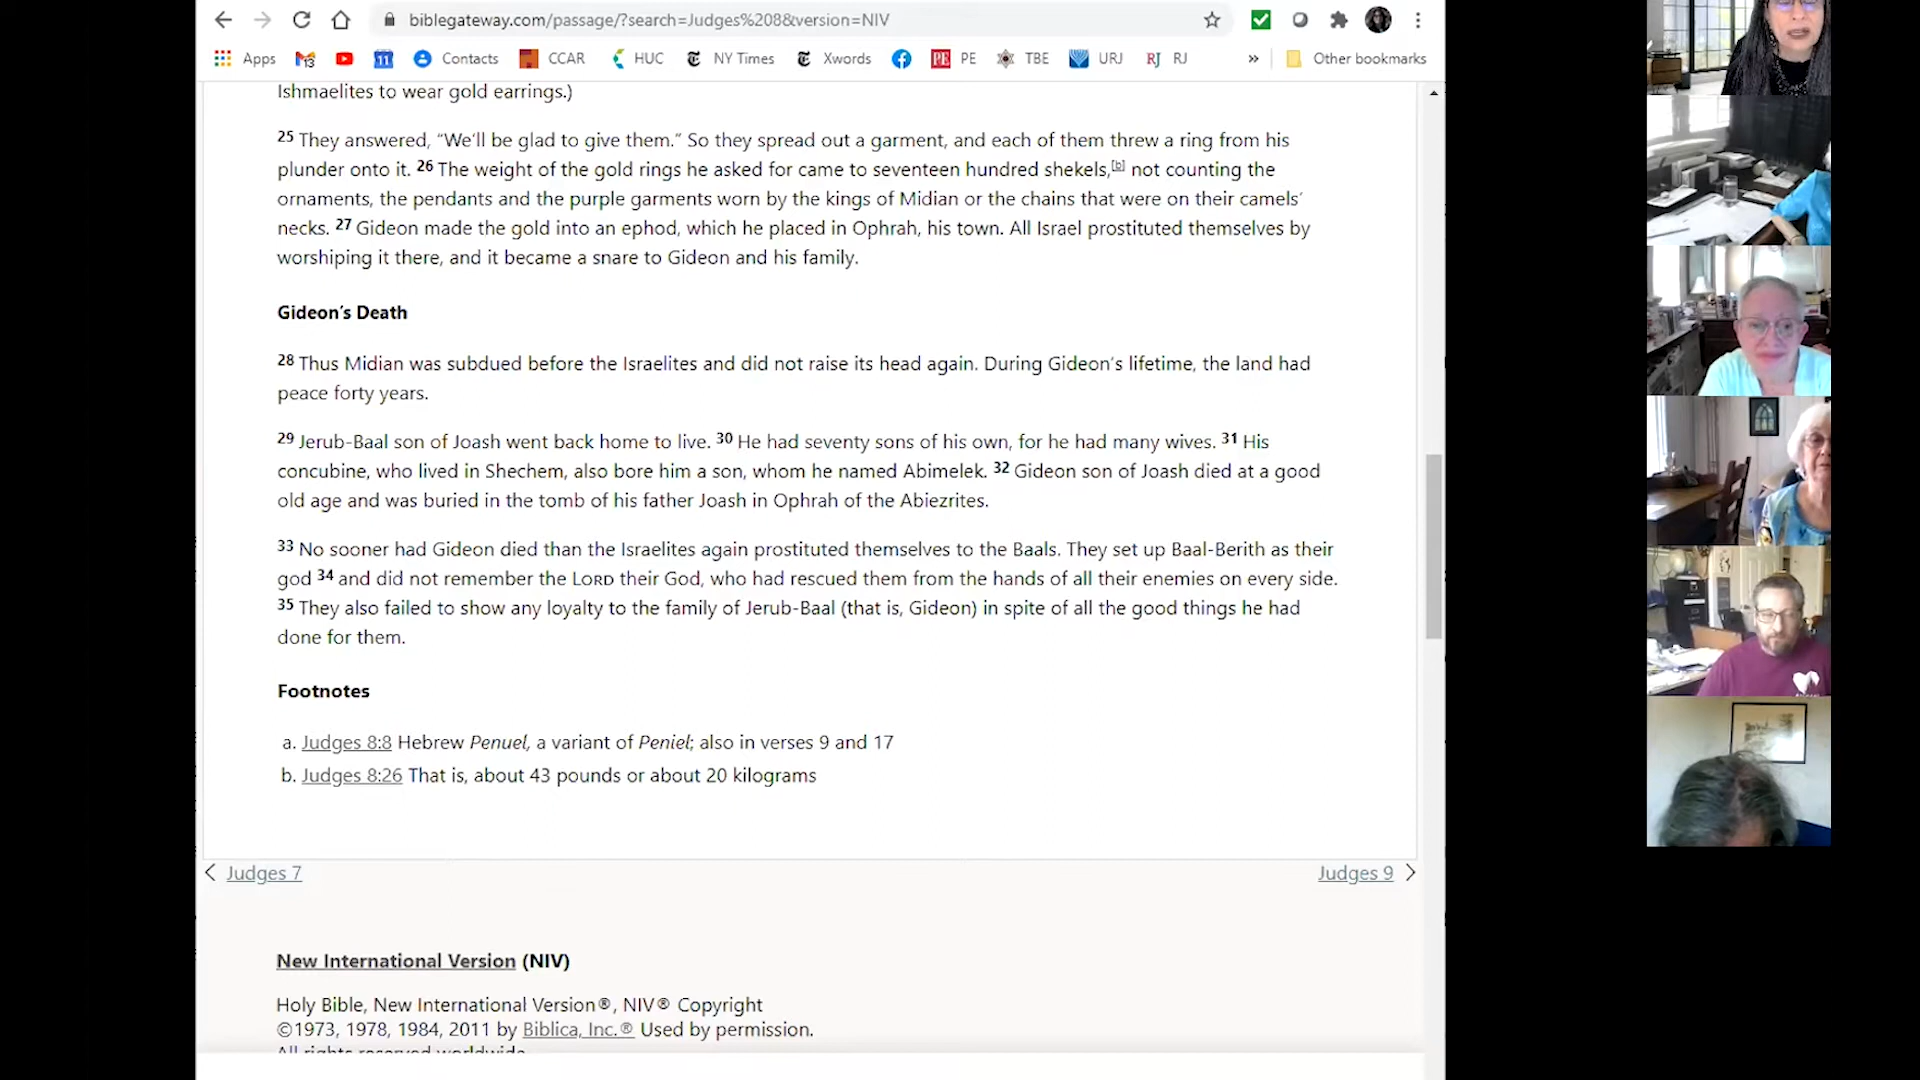 biblegateway.com/passage/?search=Judges%208&version=NIV
Apps 13 11 Contacts CCAR HUC NY Times Xwords PE PE TBE URJ RJ RJ » Other bookmarks
Ishmaelites to wear gold earrings.)
25 They answered, “We’ll be glad to give them.” So they spread out a garment, and each of them threw a ring from his
plunder onto it. 26 The weight of the gold rings he asked for came to seventeen hundred shekels,[b] not counting the
ornaments, the pendants and the purple garments worn by the kings of Midian or the chains that were on their camels’
necks. 27 Gideon made the gold into an ephod, which he placed in Ophrah, his town. All Israel prostituted themselves by
worshiping it there, and it became a snare to Gideon and his family.
Gideon’s Death
28 Thus Midian was subdued before the Israelites and did not raise its head again. During Gideon’s lifetime, the land had
peace forty years.
29 Jerub-Baal son of Joash went back home to live. 30 He had seventy sons of his own, for he had many wives. 31 His
concubine, who lived in Shechem, also bore him a son, whom he named Abimelek. 32 Gideon son of Joash died at a good
old age and was buried in the tomb of his father Joash in Ophrah of the Abiezrites.
33 No sooner had Gideon died than the Israelites again prostituted themselves to the Baals. They set up Baal-Berith as their
god 34 and did not remember the LORD their God, who had rescued them from the hands of all their enemies on every side.
35 They also failed to show any loyalty to the family of Jerub-Baal (that is, Gideon) in spite of all the good things he had
done for them.
Footnotes
a. Judges 8:8 Hebrew Penuel, a variant of Peniel; also in verses 9 and 17
b. Judges 8:26 That is, about 43 pounds or about 20 kilograms
Judges 7
Judges 9
New International Version (NIV)
Holy Bible, New International Version®, NIV® Copyright
©1973, 1978, 1984, 2011 by Biblica, Inc.® Used by permission.
All rights reserved worldwide.